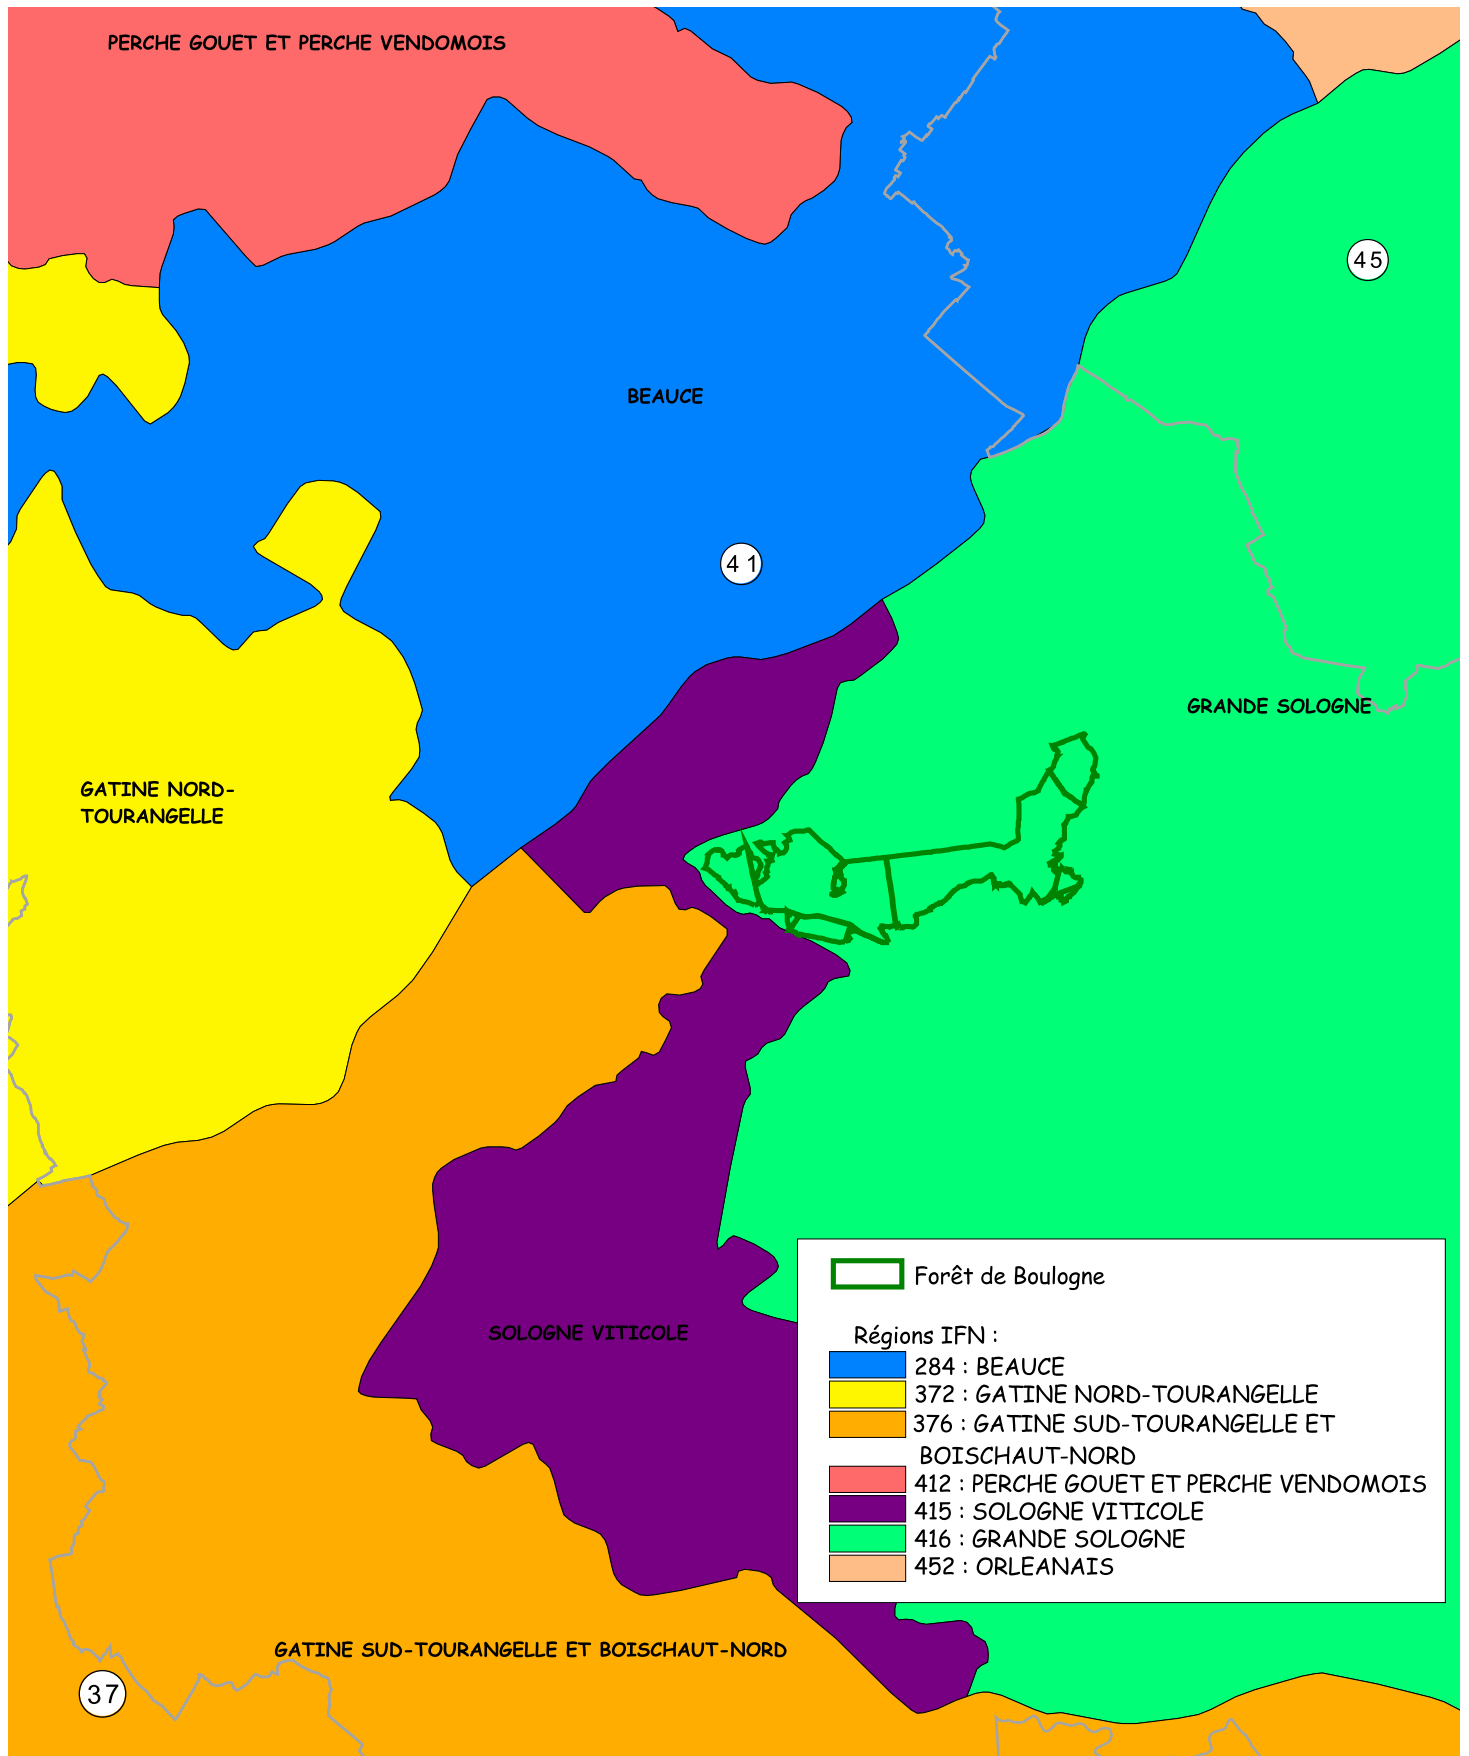 PERCHE GOUET ET PERCHE VENDOMOIS
45
BEAUCE
41
GRANDE SOLOGNE
GATINE NORD-
TOURANGELLE
SOLOGNE VITICOLE
GATINE SUD-TOURANGELLE ET BOISCHAUT-NORD
37
Forêt de Boulogne
Régions IFN :
284 : BEAUCE
372 : GATINE NORD-TOURANGELLE
376 : GATINE SUD-TOURANGELLE ET
BOISCHAUT-NORD
412 : PERCHE GOUET ET PERCHE VENDOMOIS
415 : SOLOGNE VITICOLE
416 : GRANDE SOLOGNE
452 : ORLEANAIS